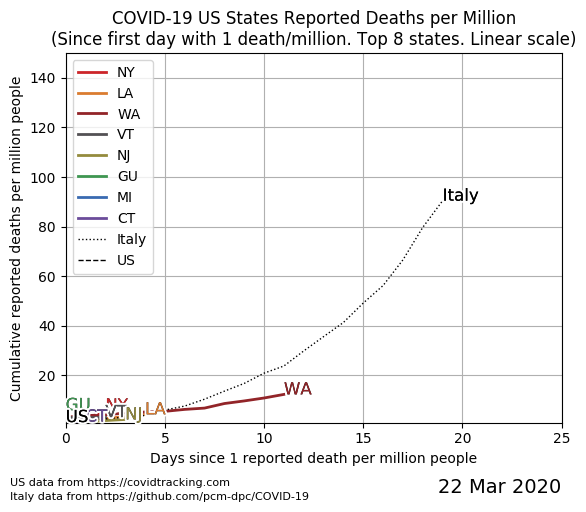 COVID-19 US States Reported Deaths per Million
(Since first day with 1 death/million. Top 8 states. Linear scale)
Cumulative reported deaths per million people
140
120
100
80
60
40
20
NY
LA
WA
VT
NJ
GU
MI
CT
Italy
US
Italy
WA
LA
NY
GU
VT
NJ
CT
US
0
5
10
15
20
25
Days since 1 reported death per million people
US data from https://covidtracking.com
Italy data from https://github.com/pcm-dpc/COVID-19
22 Mar 2020